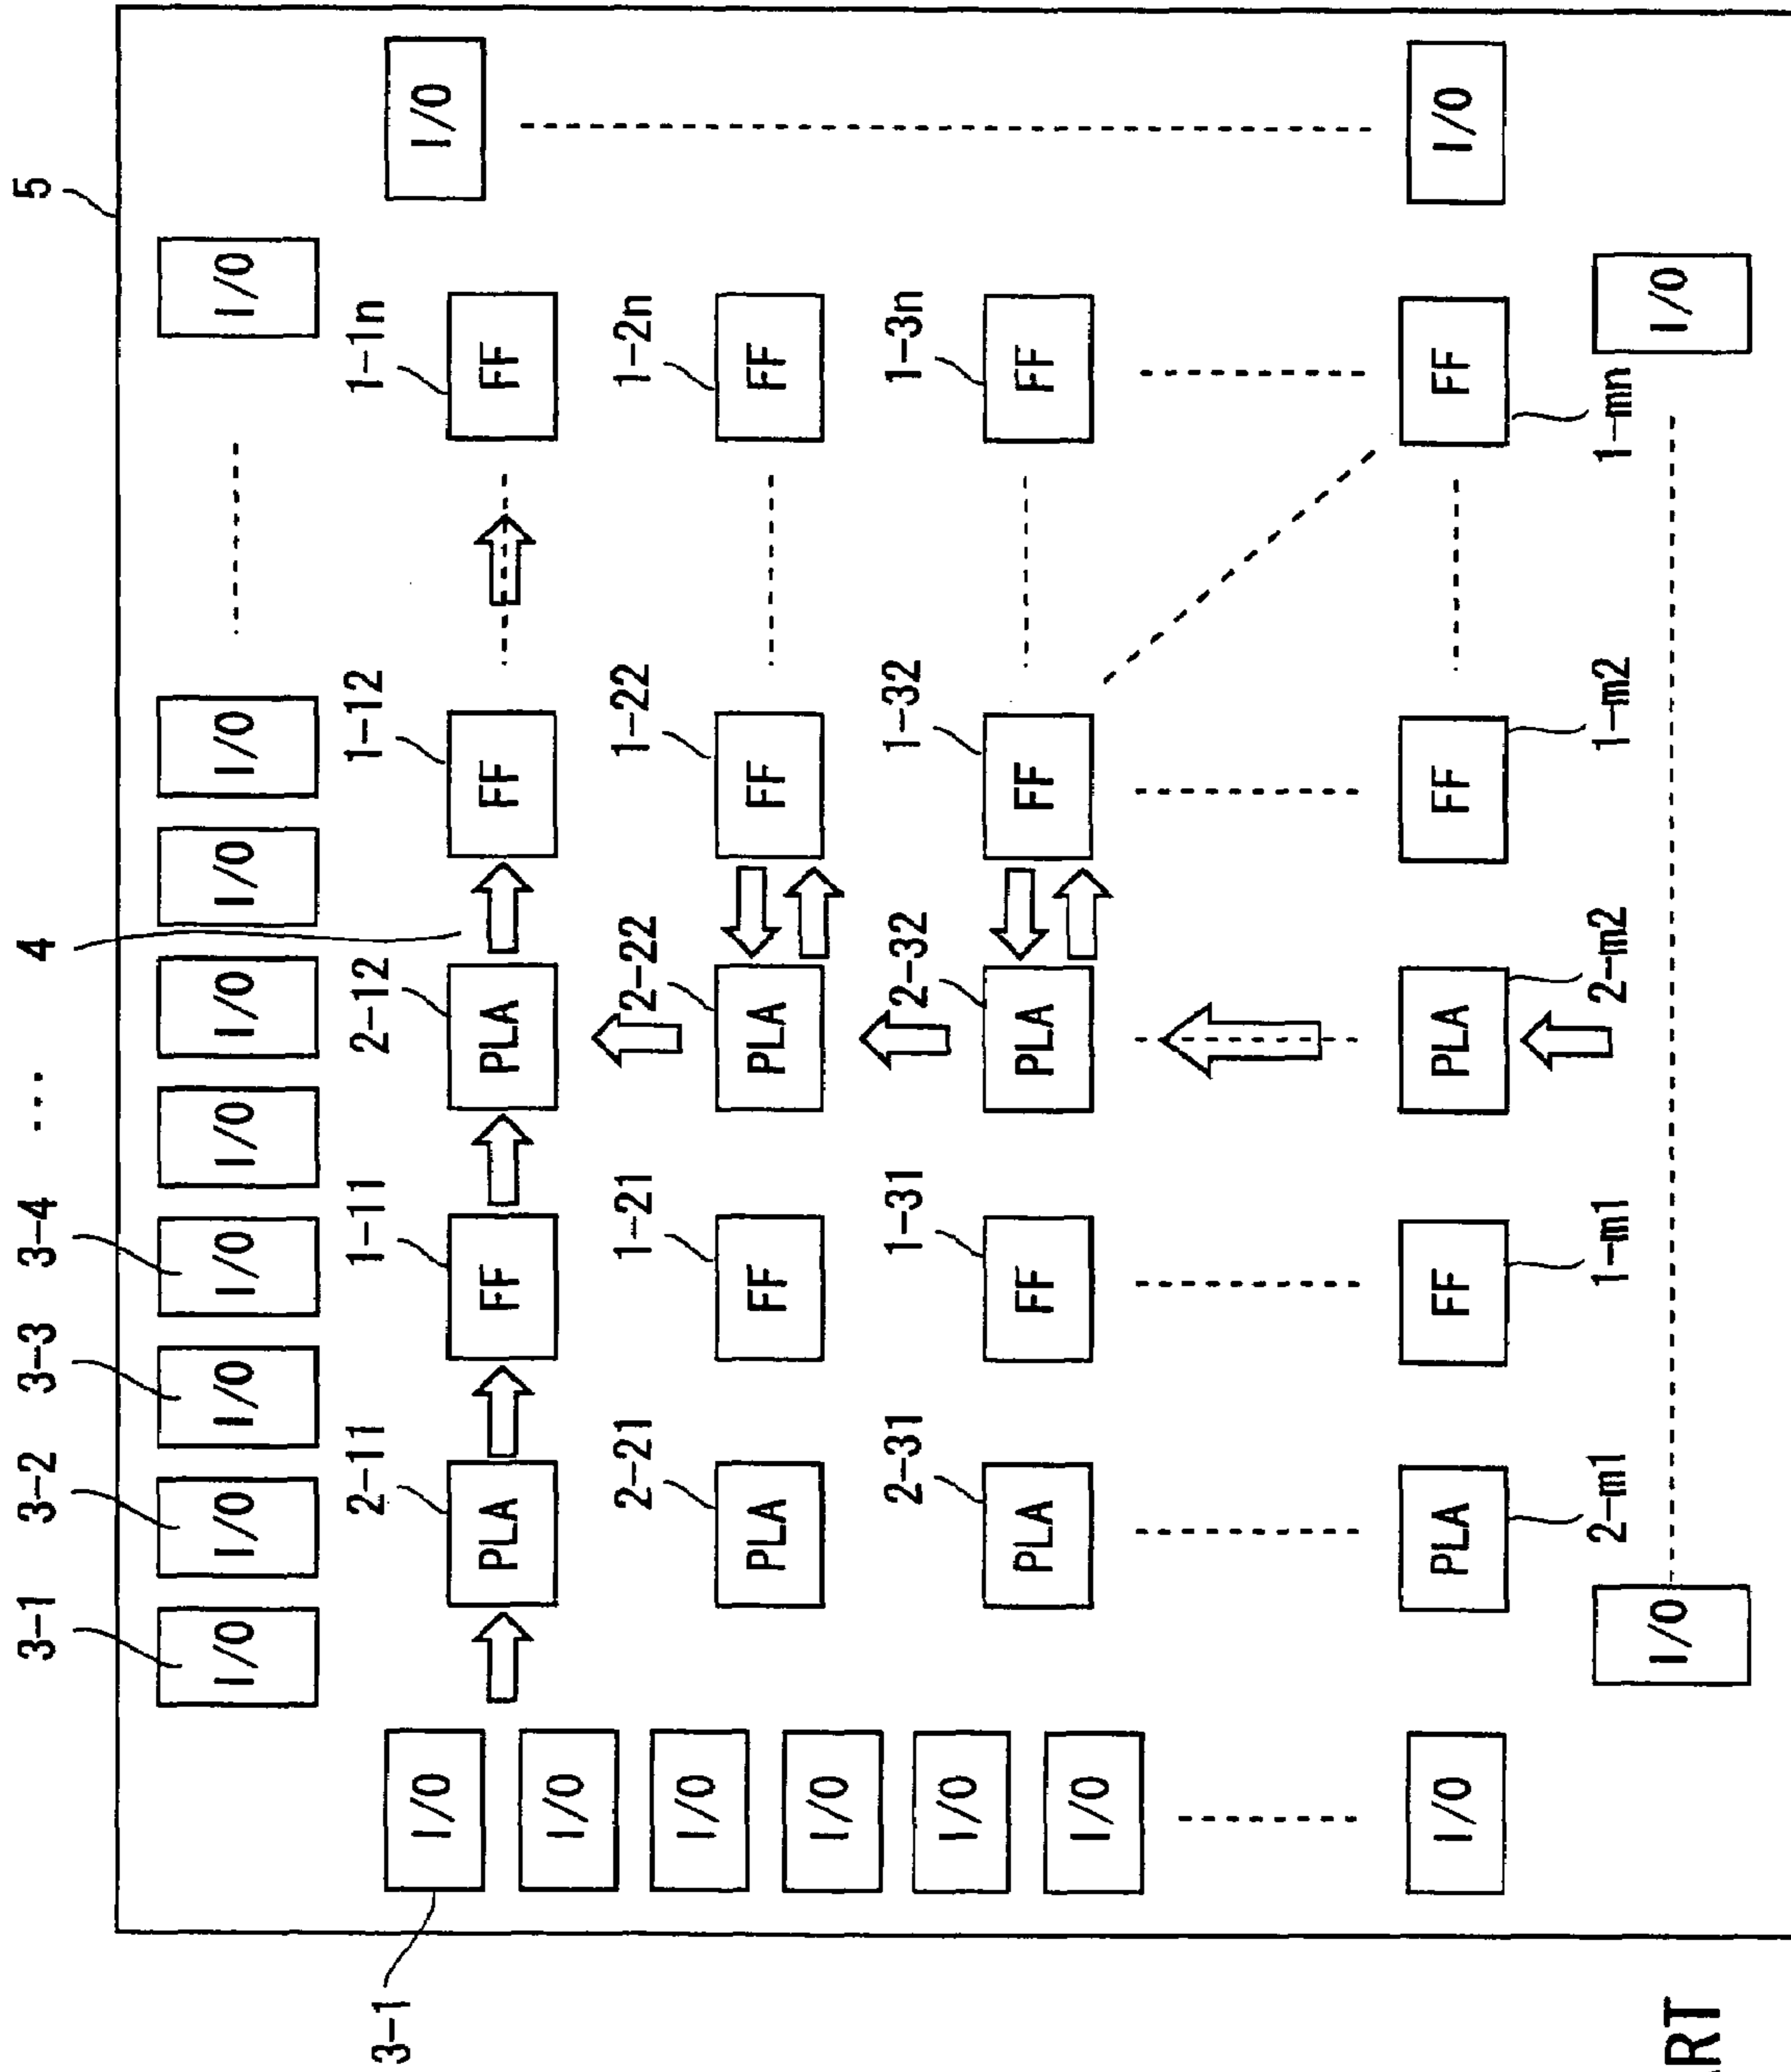 3-1 3-2 3-3 3-4 ... 4 5
I/O I/O I/O I/O I/O I/O I/O I/O I/O
3-1 2-11 1-11 2-12 1-12 1-1n
I/O PLA FF PLA FF FF I/O
I/O
2-21 1-21 2-22 1-22 1-2n
I/O
PLA FF PLA FF FF
I/O
2-31 1-31 2-32 1-32 1-3n
I/O
PLA FF PLA FF FF
I/O
I/O PLA FF PLA FF FF I/O
2-m1 1-m1 2-m2 1-m2 1-mn
I/O I/O
RT